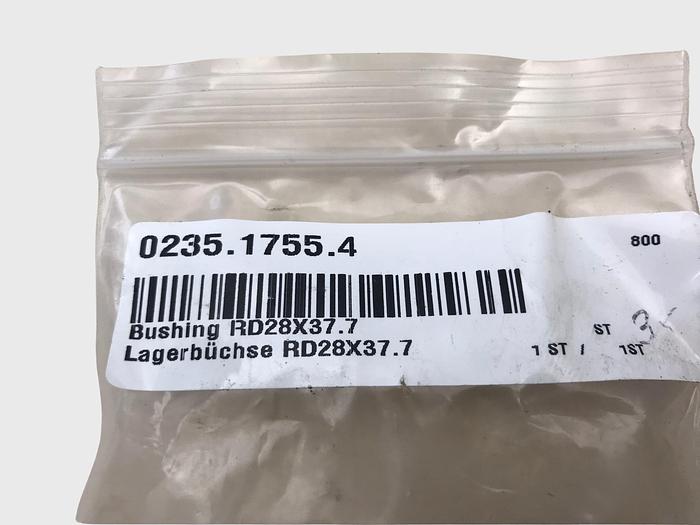 0235.1755.4
800
Bushing RD28X37.7
ST
Lagerbüchse RD28X37.7
1 ST / 1ST